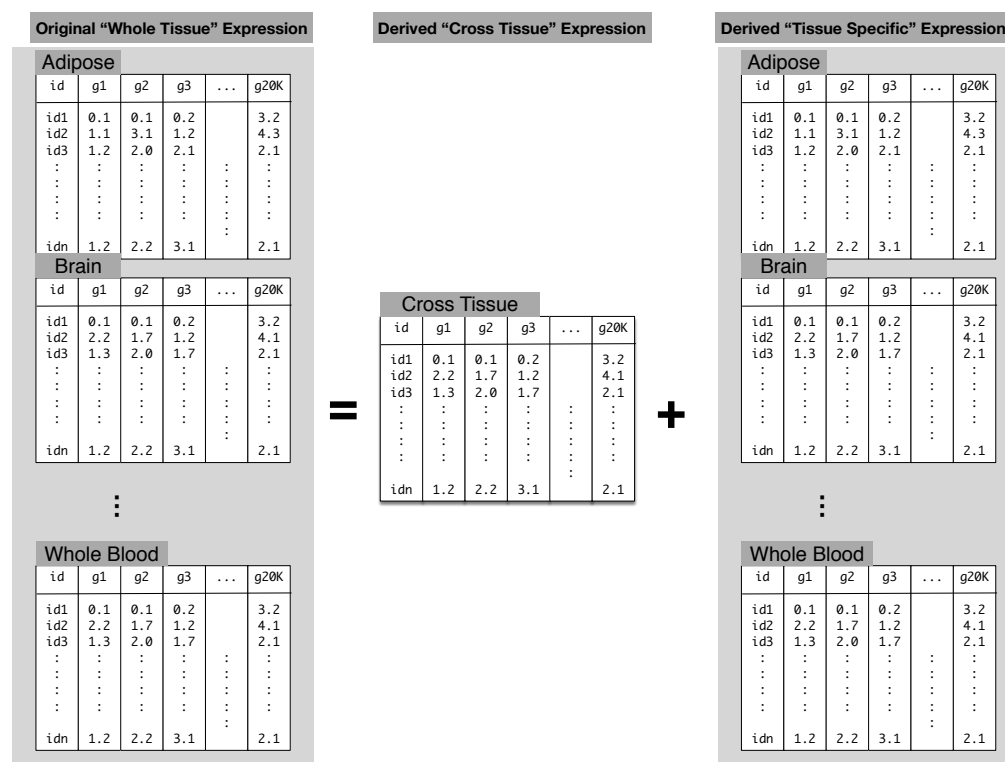 Original “Whole Tissue” Expression
Adipose
id g1 g2 g3 ... g20K
id1 0.1 0.1 0.2 3.2
id2 1.1 3.1 1.2 4.3
id3 1.2 2.0 2.1 2.1
: : : : : :
: : : : : :
: : : : : :
: : : : : :
:
idn 1.2 2.2 3.1 2.1
Brain
id g1 g2 g3 ... g20K
id1 0.1 0.1 0.2 3.2
id2 2.2 1.7 1.2 4.1
id3 1.3 2.0 1.7 2.1
: : : : : :
: : : : : :
: : : : : :
: : : : : :
:
idn 1.2 2.2 3.1 2.1
⋮
Whole Blood
id g1 g2 g3 ... g20K
id1 0.1 0.1 0.2 3.2
id2 2.2 1.7 1.2 4.1
id3 1.3 2.0 1.7 2.1
: : : : : :
: : : : : :
: : : : : :
: : : : : :
:
idn 1.2 2.2 3.1 2.1
=
Derived “Cross Tissue” Expression
Cross Tissue
id g1 g2 g3 ... g20K
id1 0.1 0.1 0.2 3.2
id2 2.2 1.7 1.2 4.1
id3 1.3 2.0 1.7 2.1
: : : : : :
: : : : : :
: : : : : :
: : : : : :
:
idn 1.2 2.2 3.1 2.1
+
Derived “Tissue Specific” Expression
Adipose
id g1 g2 g3 ... g20K
id1 0.1 0.1 0.2 3.2
id2 1.1 3.1 1.2 4.3
id3 1.2 2.0 2.1 2.1
: : : : : :
: : : : : :
: : : : : :
: : : : : :
:
idn 1.2 2.2 3.1 2.1
Brain
id g1 g2 g3 ... g20K
id1 0.1 0.1 0.2 3.2
id2 2.2 1.7 1.2 4.1
id3 1.3 2.0 1.7 2.1
: : : : : :
: : : : : :
: : : : : :
: : : : : :
:
idn 1.2 2.2 3.1 2.1
⋮
Whole Blood
id g1 g2 g3 ... g20K
id1 0.1 0.1 0.2 3.2
id2 2.2 1.7 1.2 4.1
id3 1.3 2.0 1.7 2.1
: : : : : :
: : : : : :
: : : : : :
: : : : : :
:
idn 1.2 2.2 3.1 2.1